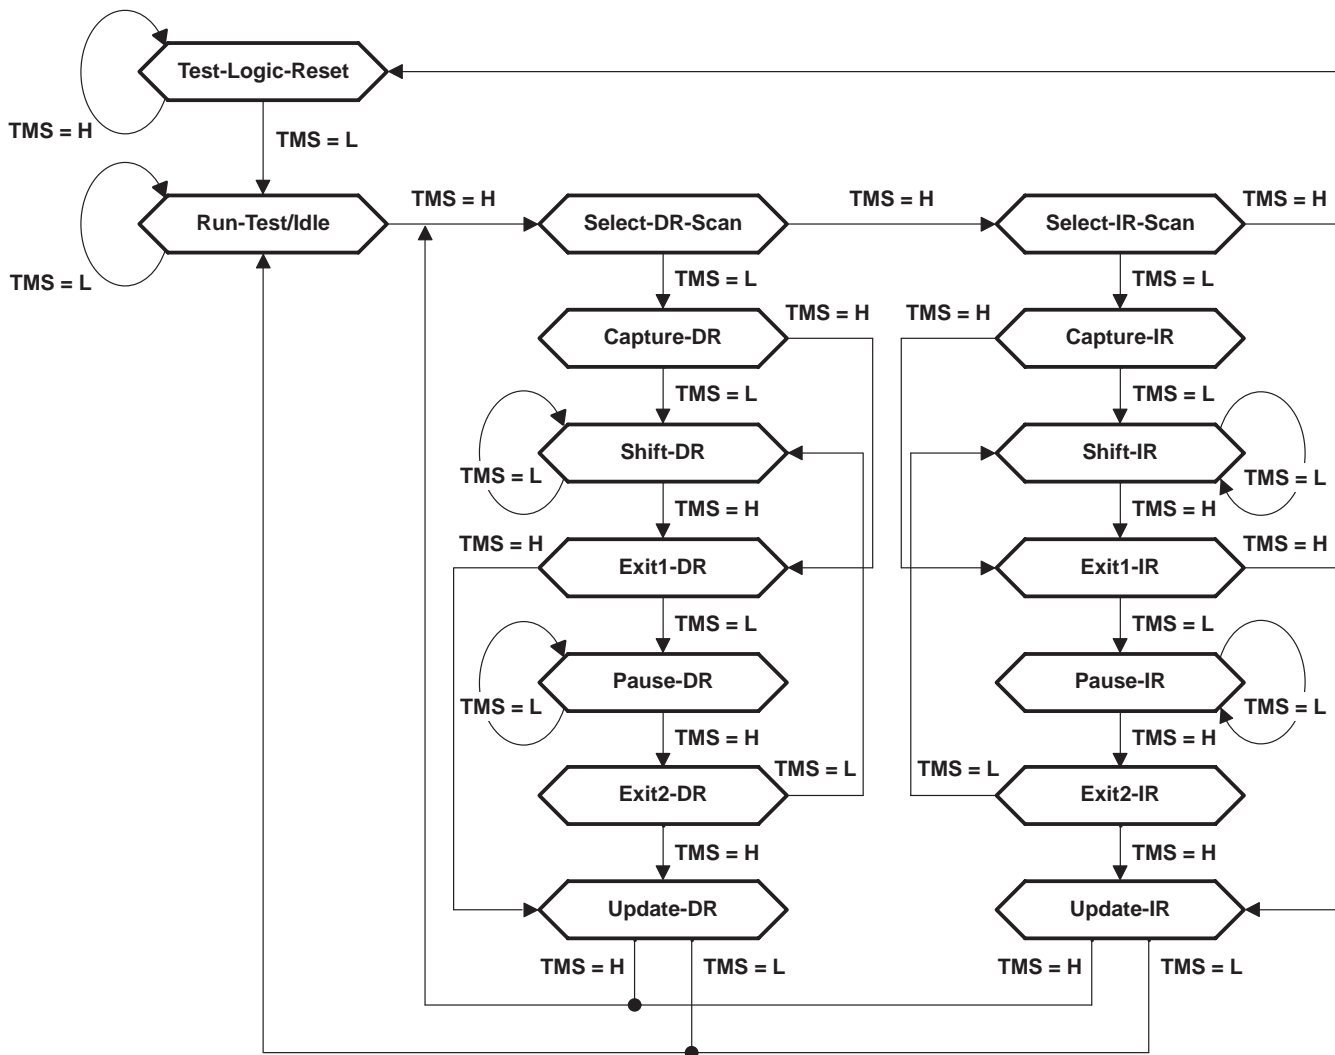 Test-Logic-Reset
TMS = H
TMS = L
TMS = H
TMS = H
TMS = H
Run-Test/Idle
Select-DR-Scan
Select-IR-Scan
TMS = L
TMS = L
TMS = L
TMS = H
TMS = H
Capture-DR
Capture-IR
TMS = L
TMS = L
Shift-DR
Shift-IR
TMS = L
TMS = L
TMS = H
TMS = H
TMS = H
TMS = H
Exit1-DR
Exit1-IR
TMS = L
TMS = L
Pause-DR
Pause-IR
TMS = L
TMS = L
TMS = H
TMS = H
TMS = L
TMS = L
Exit2-DR
Exit2-IR
TMS = H
TMS = H
Update-DR
Update-IR
TMS = H
TMS = L
TMS = H
TMS = L